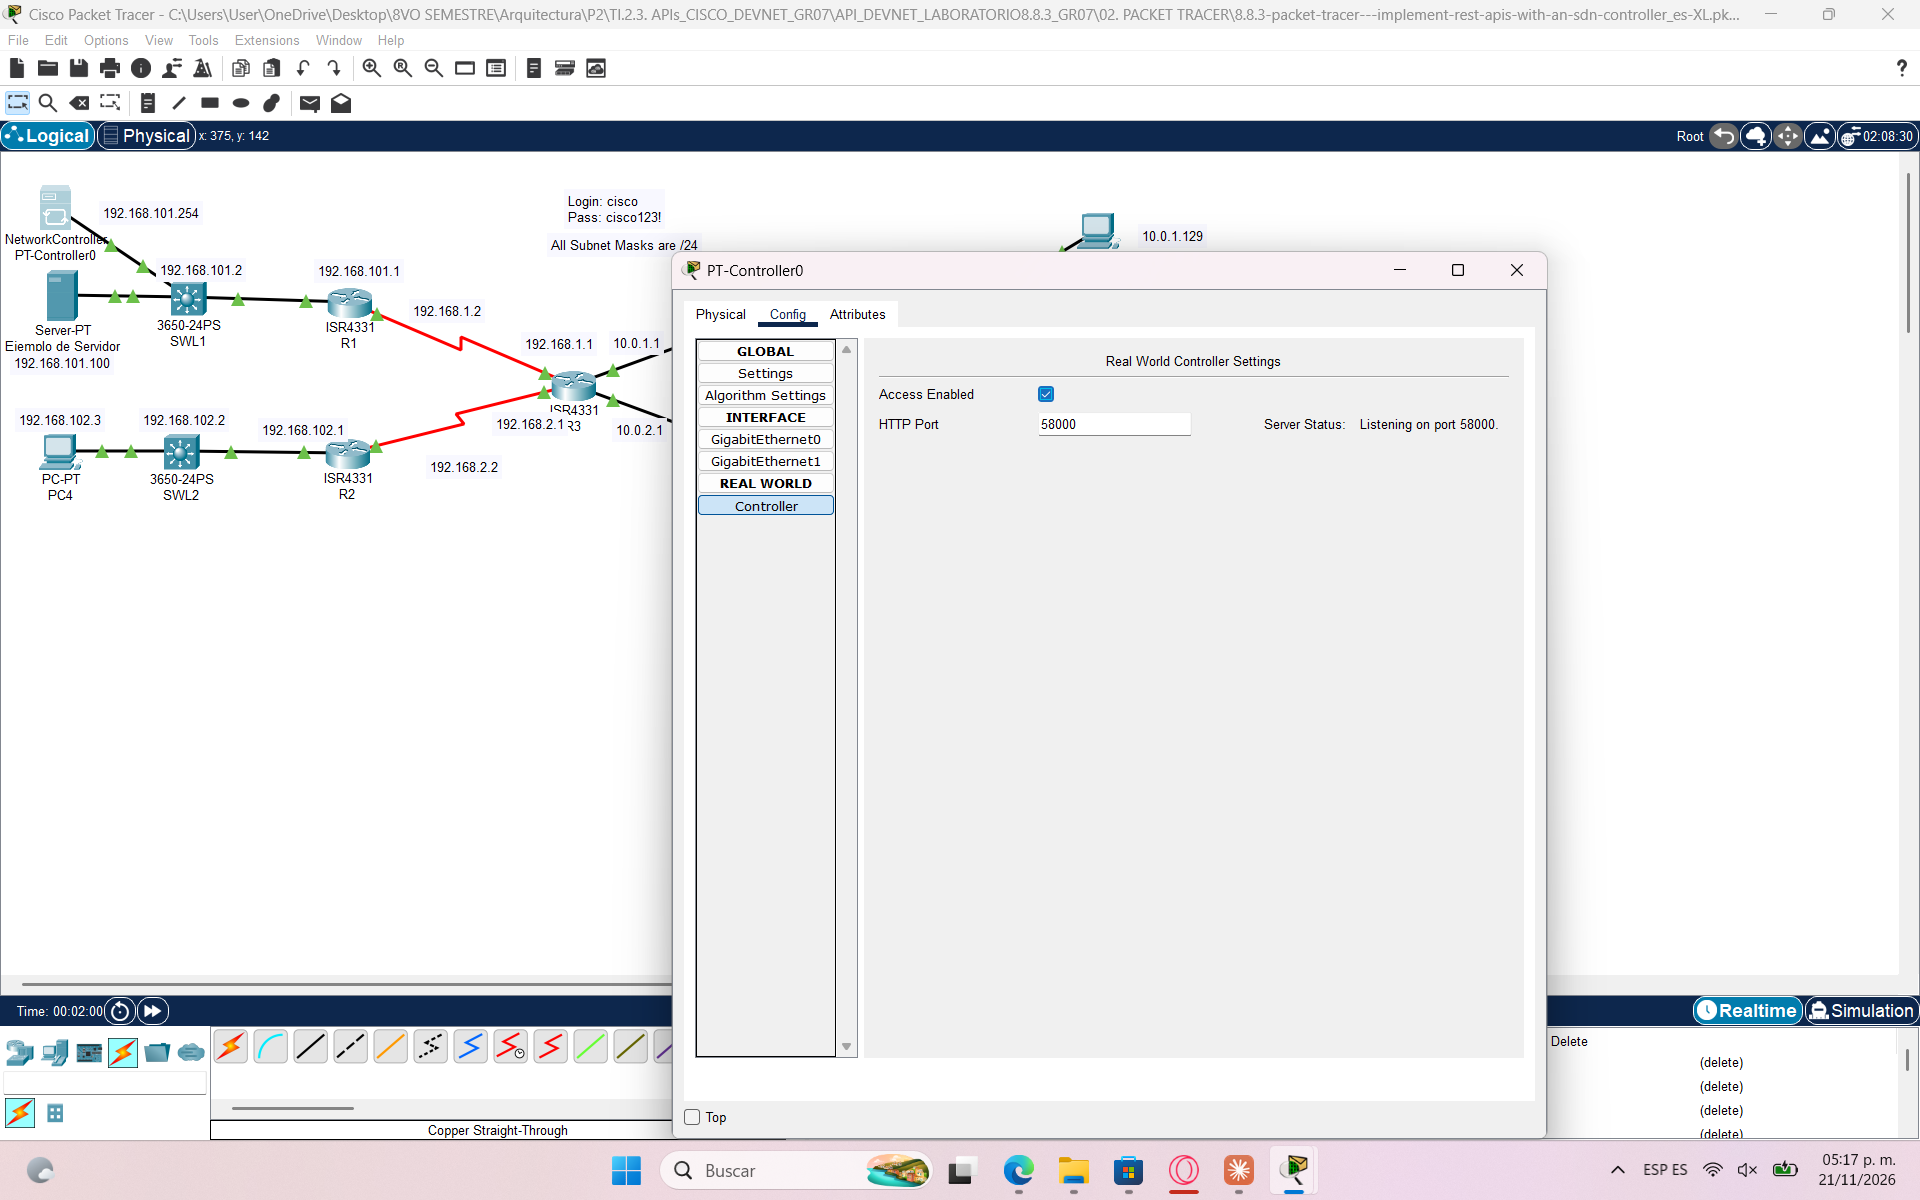 Cisco Packet Tracer - C:\Users\User\OneDrive\Desktop\8VO SEMESTRE\Arquitectura\P2\TI.2.3. APIs_CISCO_DEVNET_GR07\API_DEVNET_LABORATORIO8.8.3_GR07\02. PACKET TRACER\8.8.3-packet-tracer---implement-rest-apis-with-an-sdn-controller_es-XL.pk...
File Edit Options View Tools Extensions Window Help
?
Logical Physical x: 375, y: 142 Root 02:08:30
192.168.101.254
NetworkController
PT-Controller0
Login: cisco
Pass: cisco123!
All Subnet Masks are /24
10.0.1.129
192.168.101.2
192.168.101.1
Server-PT
Ejemplo de Servidor
192.168.101.100
3650-24PS
SWL1
ISR4331
R1
192.168.1.2
192.168.1.1
10.0.1.1
ISR4331
R3
192.168.2.1
10.0.2.1
192.168.102.3
192.168.102.2
192.168.102.1
192.168.2.2
PC-PT
PC4
3650-24PS
SWL2
ISR4331
R2
PT-Controller0
Physical Config Attributes
GLOBAL
Settings
Algorithm Settings
INTERFACE
GigabitEthernet0
GigabitEthernet1
REAL WORLD
Controller
Real World Controller Settings
Access Enabled
HTTP Port 58000 Server Status: Listening on port 58000.
Top
Time: 00:02:00
Realtime Simulation
Copper Straight-Through
Delete
(delete)
(delete)
(delete)
(delete)
Buscar
ESP ES
05:17 p. m.
21/11/2026